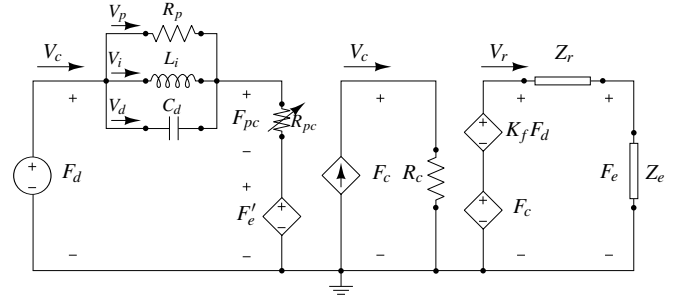 V_p R_p
V_c V_i L_i V_c V_r Z_r
V_d C_d
+ + + + + +
F_pc R_pc K_f F_d
− + −
+ − F_d + F_c R_c F_e Z_e
F'_e + − + − F_c
− − − − −